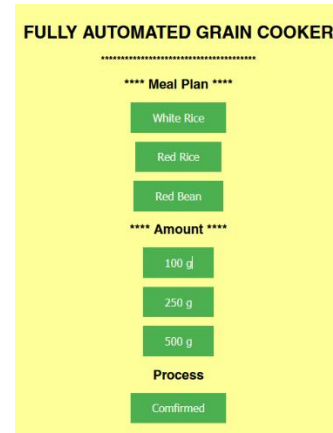 FULLY AUTOMATED GRAIN COOKER
***************************************
**** Meal Plan ****
White Rice
Red Rice
Red Bean
**** Amount ****
100 g
250 g
500 g
Process
Comfirmed